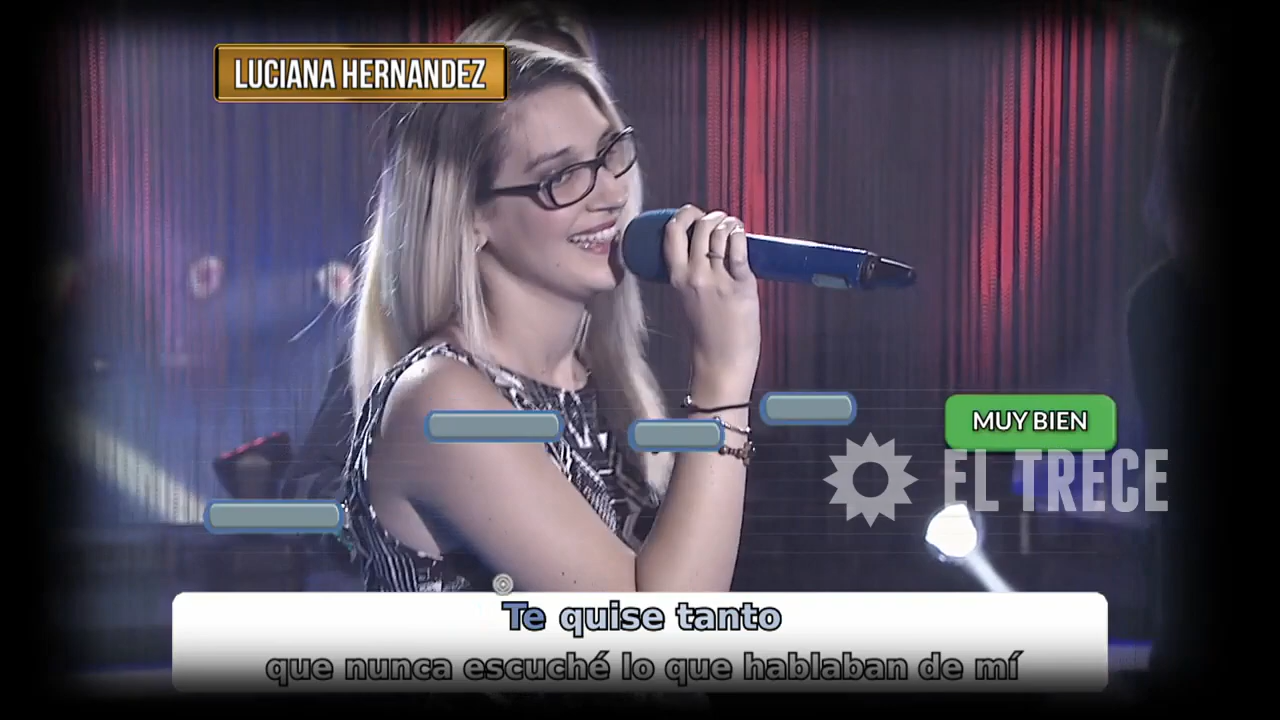 LUCIANA HERNANDEZ
MUY BIEN
EL TRECE
Te quise tanto
que nunca escuché lo que hablaban de mí